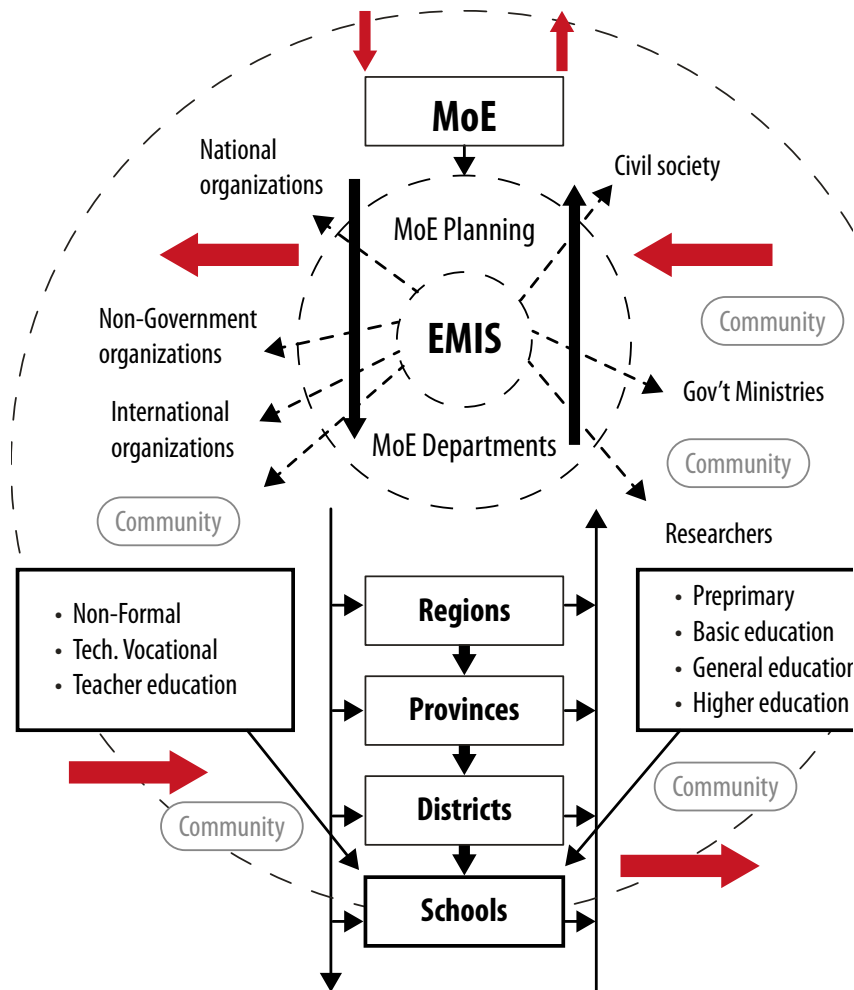 MoE
National
organizations
Civil society
MoE Planning
Non-Government
organizations
Community
EMIS
Gov't Ministries
International
organizations
MoE Departments
Community
Community
Researchers
• Non-Formal
• Tech. Vocational
• Teacher education
Regions
• Preprimary
• Basic education
• General education
• Higher education
Provinces
Community
Community
Districts
Schools